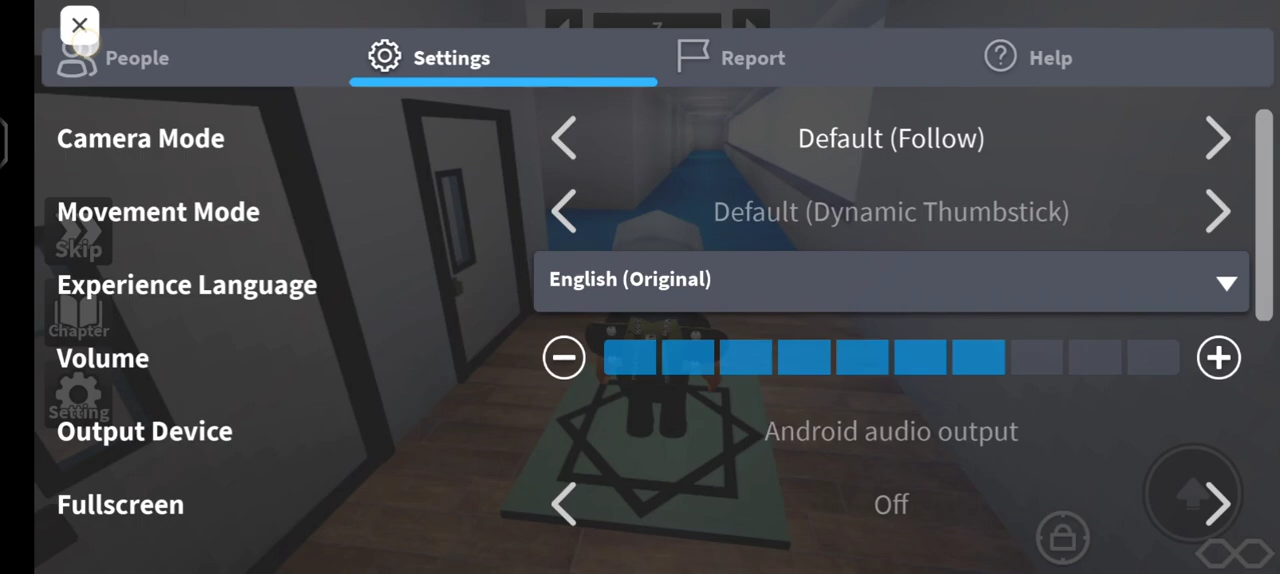 People
Settings
Report
Help
Camera Mode
Default (Follow)
Movement Mode
Default (Dynamic Thumbstick)
Skip
Experience Language
English (Original)
Chapter
Volume
Setting
Output Device
Android audio output
Fullscreen
Off